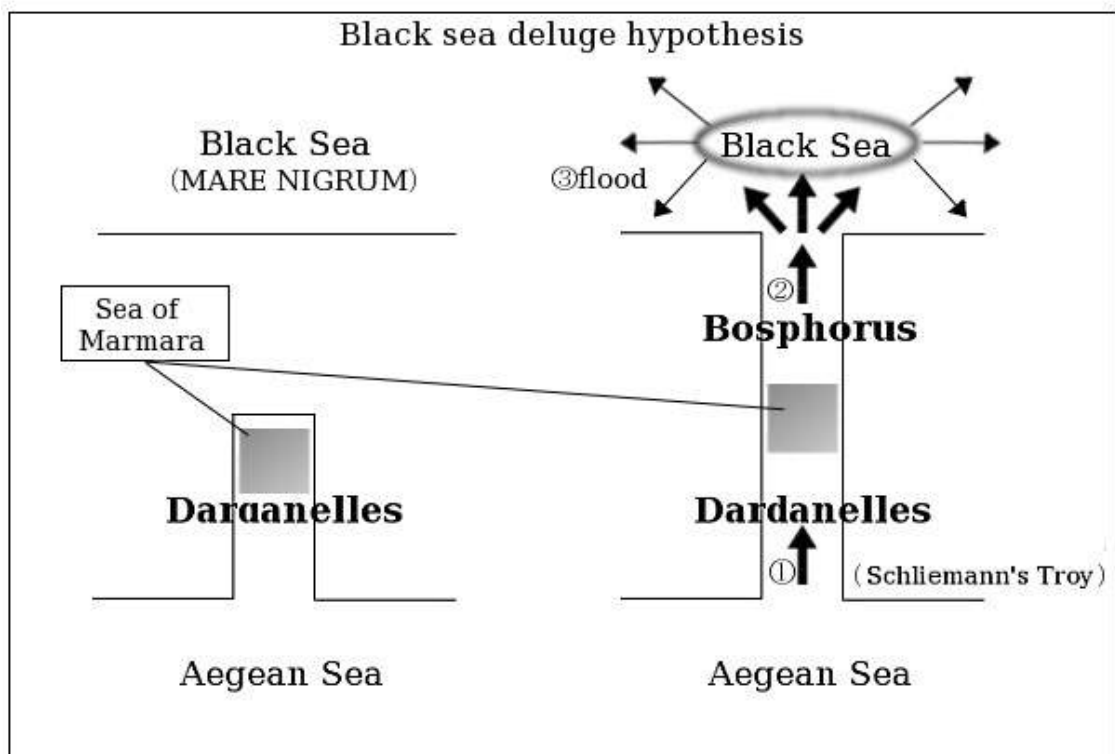 Black sea deluge hypothesis
Black Sea
(MARE NIGRUM)
Sea of
Marmara
Dardanelles
Aegean Sea
Black Sea
③flood
②
Bosphorus
Dardanelles
①
(Schliemann's Troy)
Aegean Sea